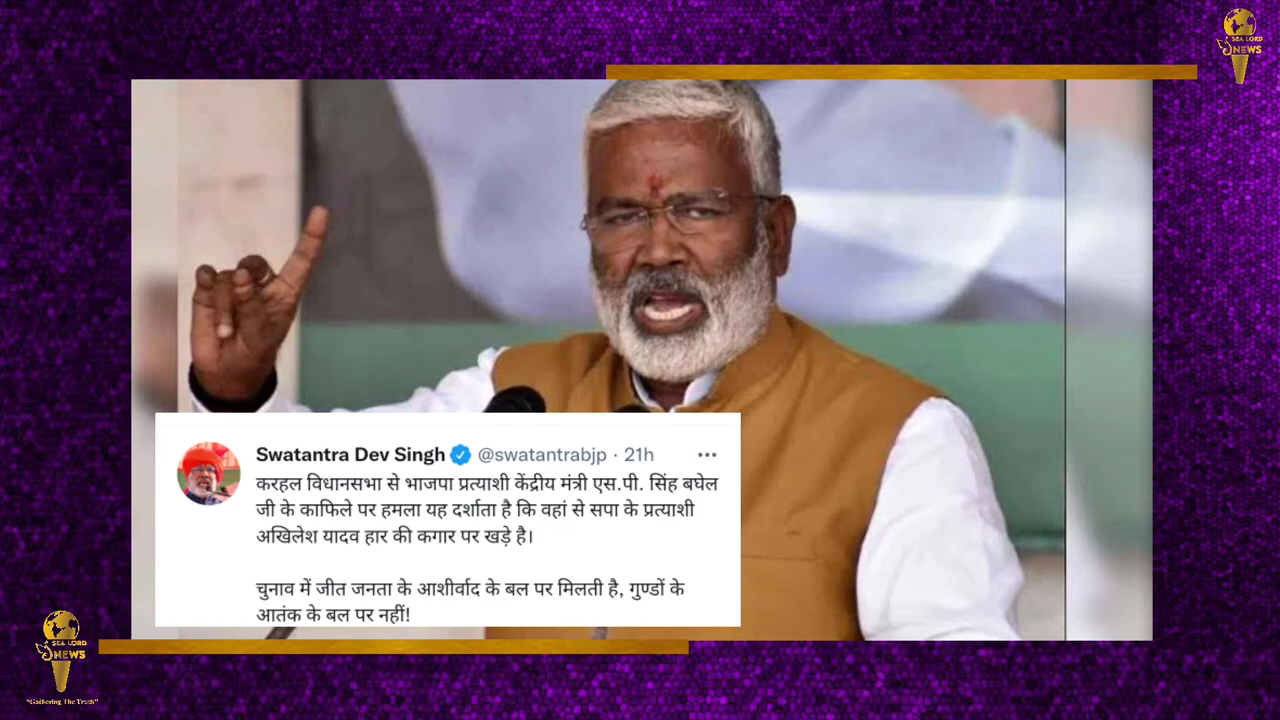 SEA LORD
NEWS
Swatantra Dev Singh @swatantrabjp · 21h
करहल विधानसभा से भाजपा प्रत्याशी केंद्रीय मंत्री एस.पी. सिंह बघेल
जी के काफिले पर हमला यह दर्शाता है कि वहां से सपा के प्रत्याशी
अखिलेश यादव हार की कगार पर खड़े है।
चुनाव में जीत जनता के आशीर्वाद के बल पर मिलती है, गुण्डों के
आतंक के बल पर नहीं!
SEA LORD
NEWS
"Gathering The Truth"